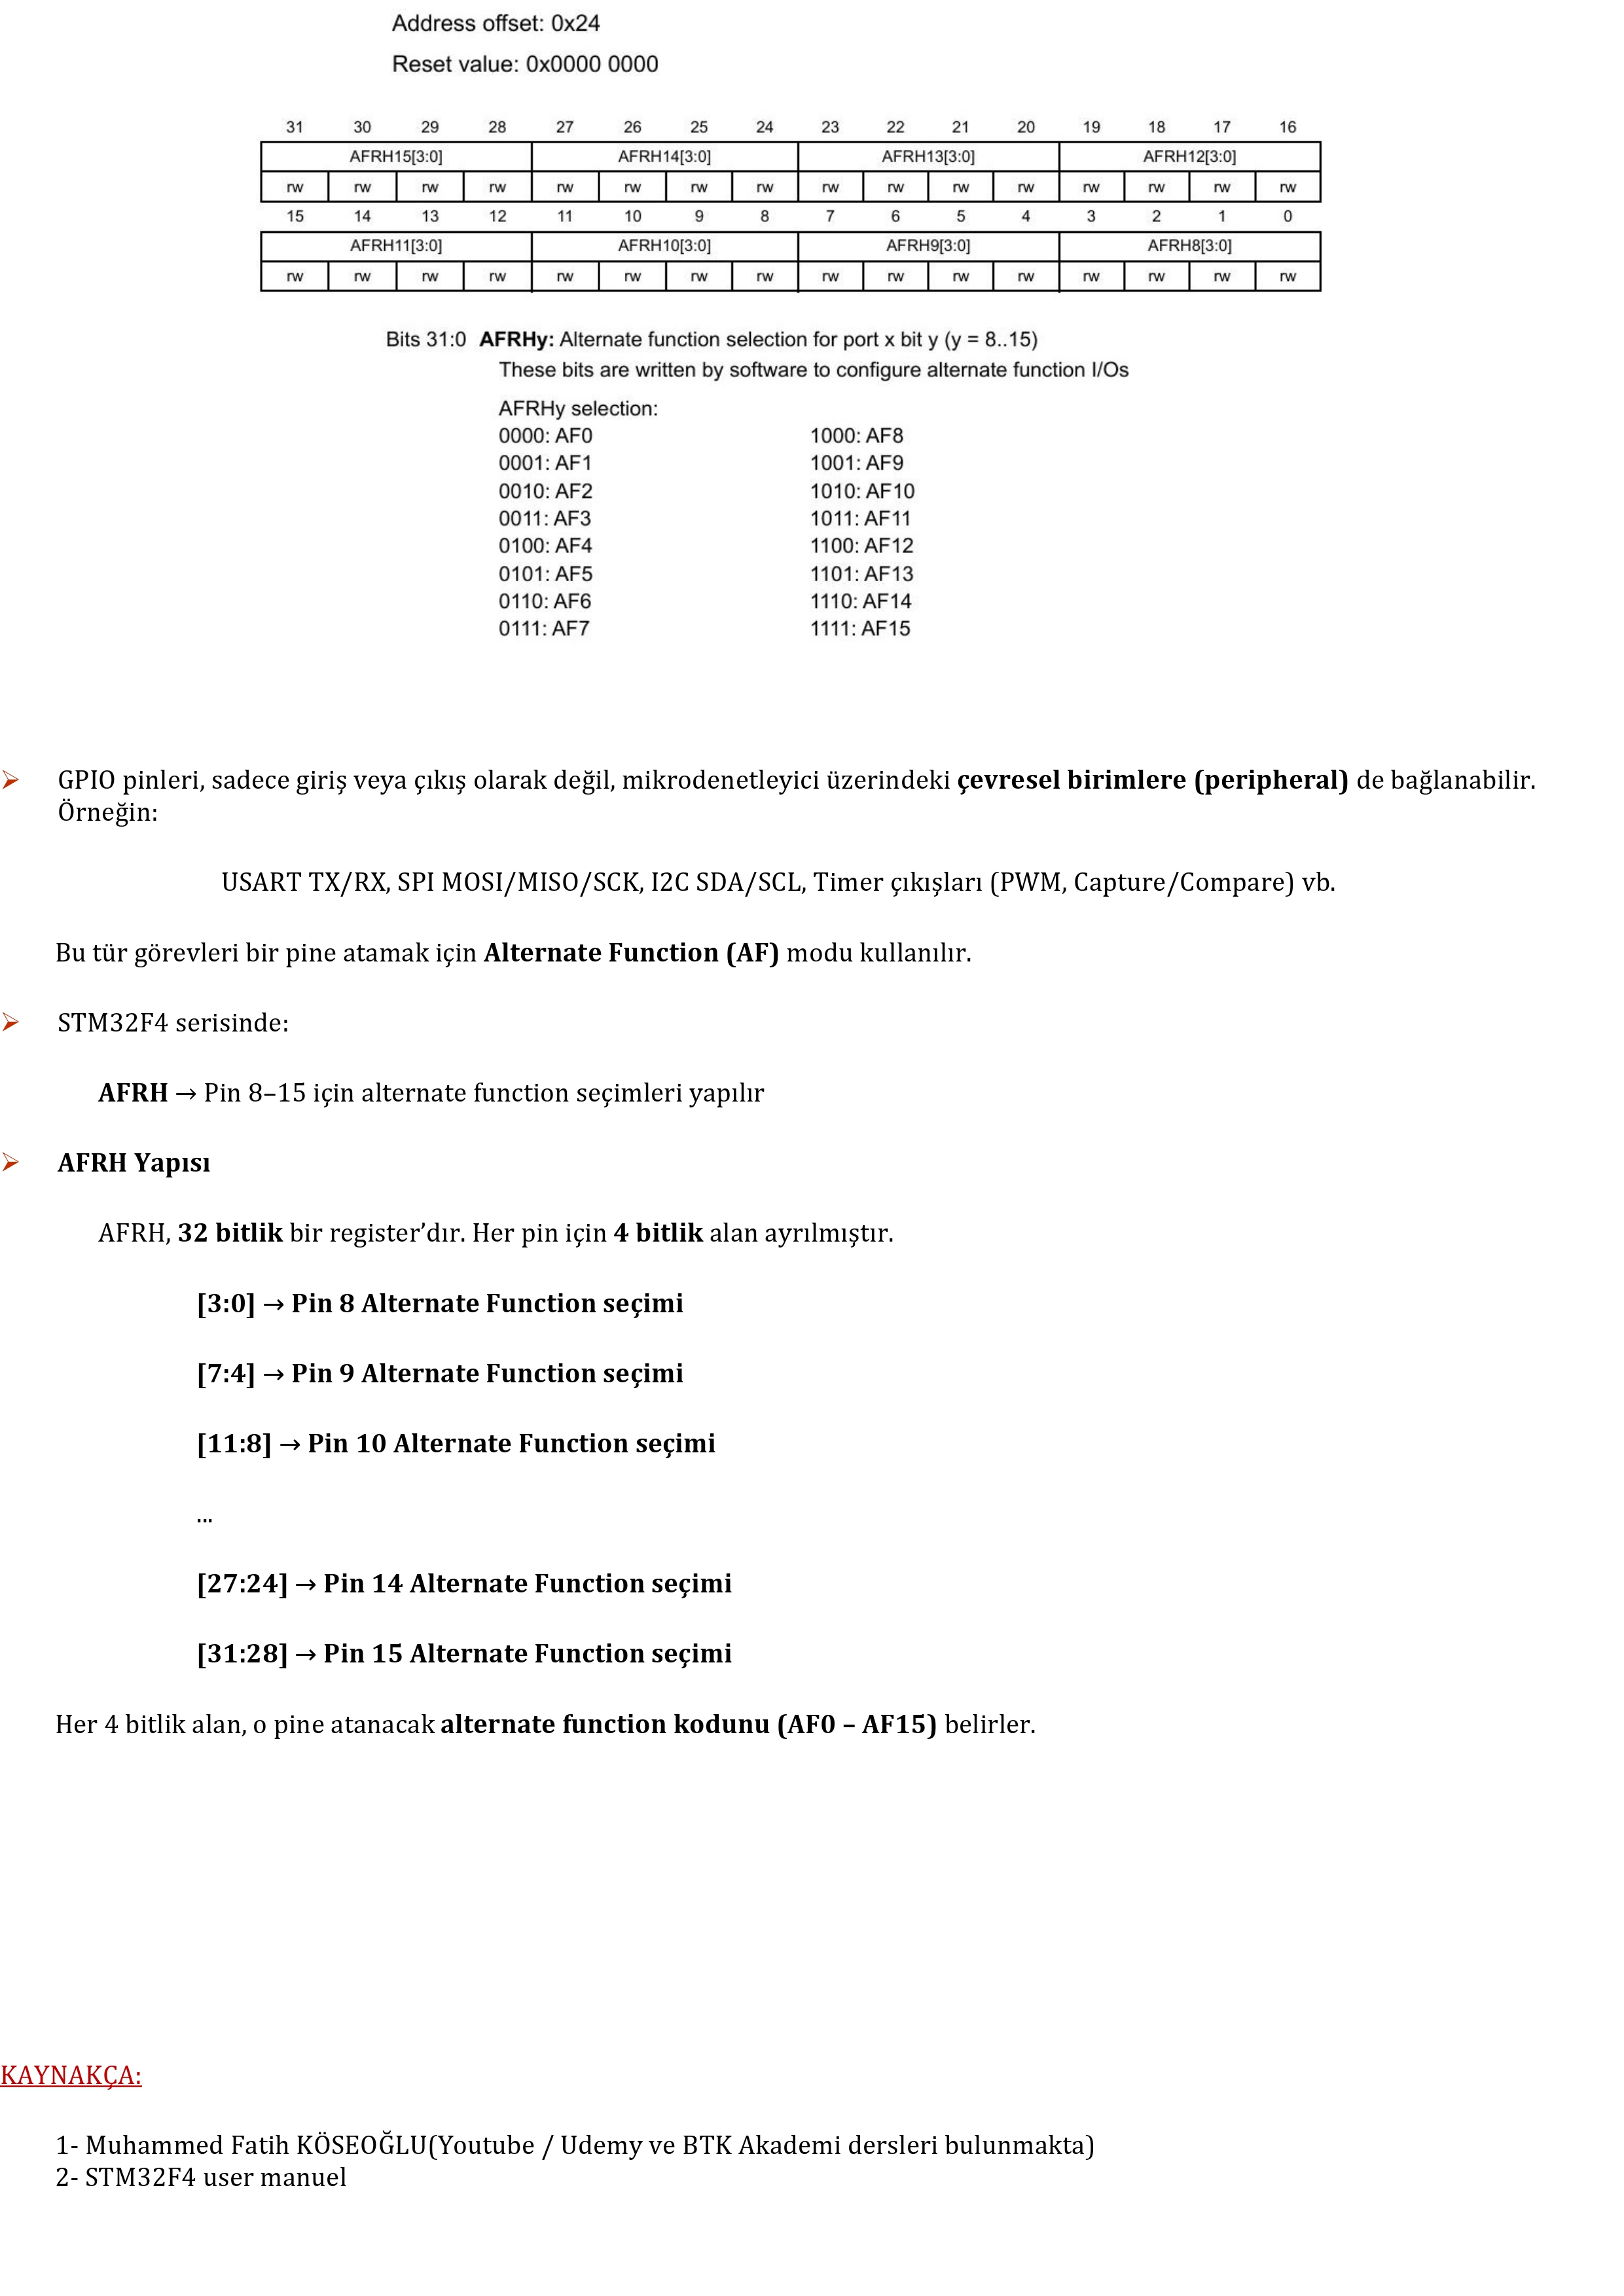 Address offset: 0x24
Reset value: 0x0000 0000
31 30 29 28 27 26 25 24 23 22 21 20 19 18 17 16
AFRH15[3:0] AFRH14[3:0] AFRH13[3:0] AFRH12[3:0]
rw rw rw rw rw rw rw rw rw rw rw rw rw rw rw rw
15 14 13 12 11 10 9 8 7 6 5 4 3 2 1 0
AFRH11[3:0] AFRH10[3:0] AFRH9[3:0] AFRH8[3:0]
rw rw rw rw rw rw rw rw rw rw rw rw rw rw rw rw
Bits 31:0 AFRHy: Alternate function selection for port x bit y (y = 8..15)
These bits are written by software to configure alternate function I/Os
AFRHy selection:
0000: AF0 1000: AF8
0001: AF1 1001: AF9
0010: AF2 1010: AF10
0011: AF3 1011: AF11
0100: AF4 1100: AF12
0101: AF5 1101: AF13
0110: AF6 1110: AF14
0111: AF7 1111: AF15
➢ GPIO pinleri, sadece giriş veya çıkış olarak değil, mikrodenetleyici üzerindeki çevresel birimlere (peripheral) de bağlanabilir.
Örneğin:
USART TX/RX, SPI MOSI/MISO/SCK, I2C SDA/SCL, Timer çıkışları (PWM, Capture/Compare) vb.
Bu tür görevleri bir pine atamak için Alternate Function (AF) modu kullanılır.
➢ STM32F4 serisinde:
AFRH → Pin 8–15 için alternate function seçimleri yapılır
➢ AFRH Yapısı
AFRH, 32 bitlik bir register’dır. Her pin için 4 bitlik alan ayrılmıştır.
[3:0] → Pin 8 Alternate Function seçimi
[7:4] → Pin 9 Alternate Function seçimi
[11:8] → Pin 10 Alternate Function seçimi
...
[27:24] → Pin 14 Alternate Function seçimi
[31:28] → Pin 15 Alternate Function seçimi
Her 4 bitlik alan, o pine atanacak alternate function kodunu (AF0 – AF15) belirler.
KAYNAKÇA:
1- Muhammed Fatih KÖSEOĞLU(Youtube / Udemy ve BTK Akademi dersleri bulunmakta)
2- STM32F4 user manuel